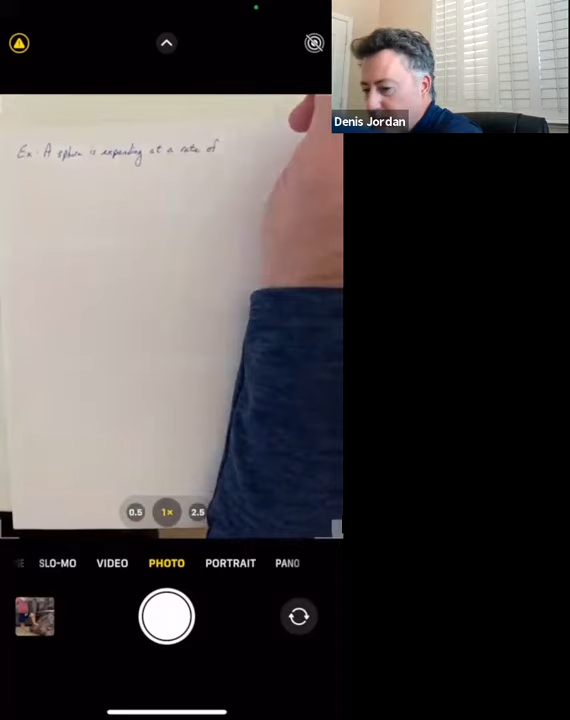 Denis Jordan
Ex. A sphere is expanding at a rate of
0.5 1× 2.5
SLO-MO VIDEO PHOTO PORTRAIT PANO